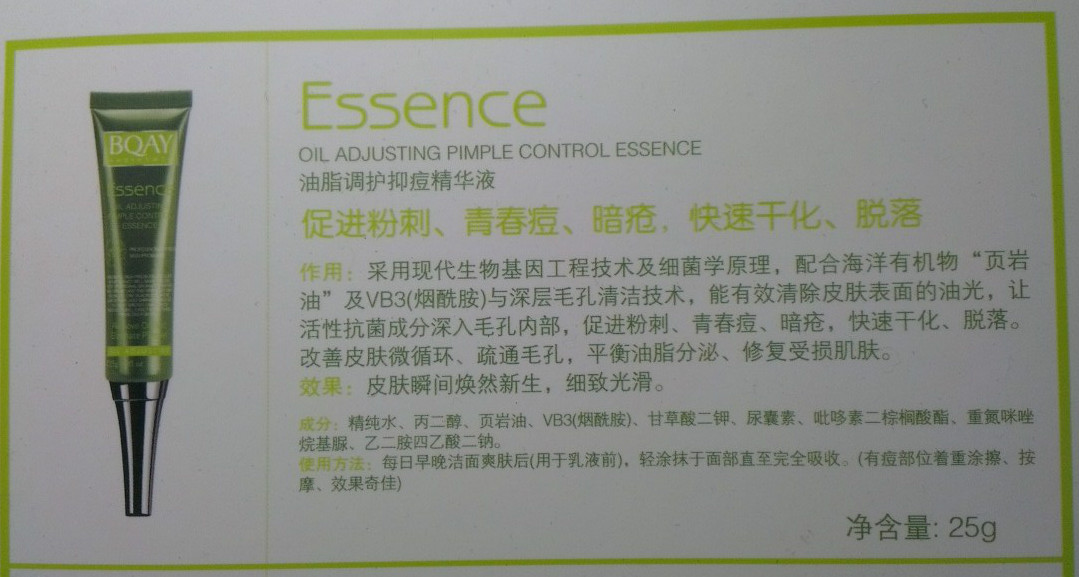 BQAY
Essence
OIL ADJUSTING PIMPLE CONTROL ESSENCE
油脂调护抑痘精华液
促进粉刺、青春痘、暗疮，快速干化、脱落
作用：采用现代生物基因工程技术及细菌学原理，配合海洋有机物“页岩
油”及VB3(烟酰胺)与深层毛孔清洁技术，能有效清除皮肤表面的油光，让
活性抗菌成分深入毛孔内部，促进粉刺、青春痘、暗疮，快速干化、脱落。
改善皮肤微循环、疏通毛孔，平衡油脂分泌、修复受损肌肤。
效果：皮肤瞬间焕然新生，细致光滑。
成分：精纯水、丙二醇、页岩油、VB3(烟酰胺)、甘草酸二钾、尿囊素、吡哆素二棕榈酸酯、重氮咪唑
烷基脲、乙二胺四乙酸二钠。
使用方法：每日早晚洁面爽肤后(用于乳液前)，轻涂抹于面部直至完全吸收。(有痘部位着重涂擦、按
摩、效果奇佳)
净含量: 25g